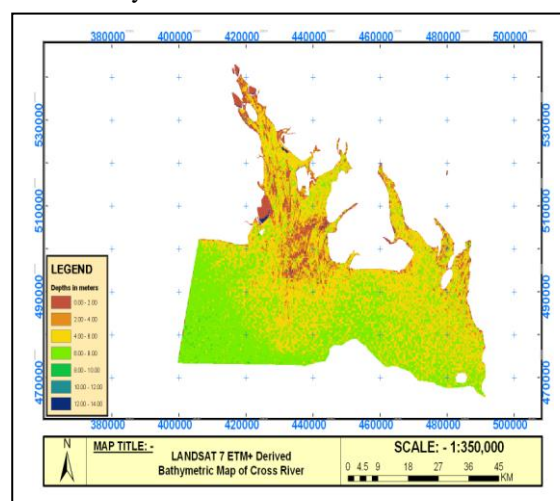 380000 400000 420000 440000 460000 480000 500000
530000 530000
510000 510000
490000 490000
470000 470000
LEGEND
Depths in meters
0.00 - 2.00
2.00 - 4.00
4.00 - 6.00
6.00 - 8.00
8.00 - 10.00
10.00 - 12.00
12.00 - 14.00
380000 400000 420000 440000 460000 480000 500000
N
MAP TITLE: -
LANDSAT 7 ETM+ Derived
Bathymetric Map of Cross River
SCALE: - 1:350,000
0 4.5 9 18 27 36 45
KM